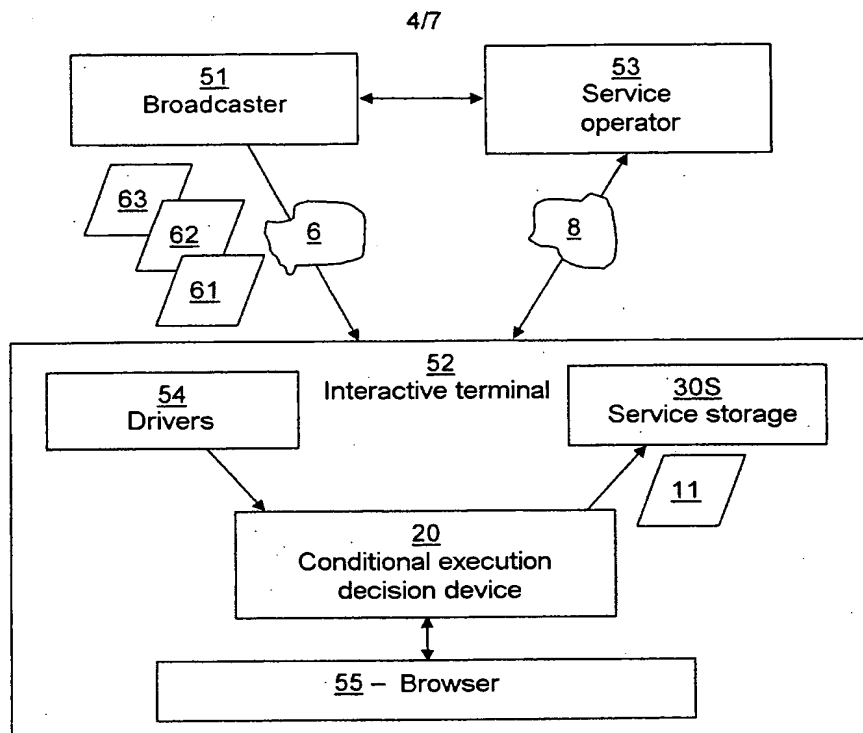 4/7
51
Broadcaster
53
Service
operator
63
62
61
6
8
52
Interactive terminal
54
Drivers
30S
Service storage
11
20
Conditional execution
decision device
55 – Browser